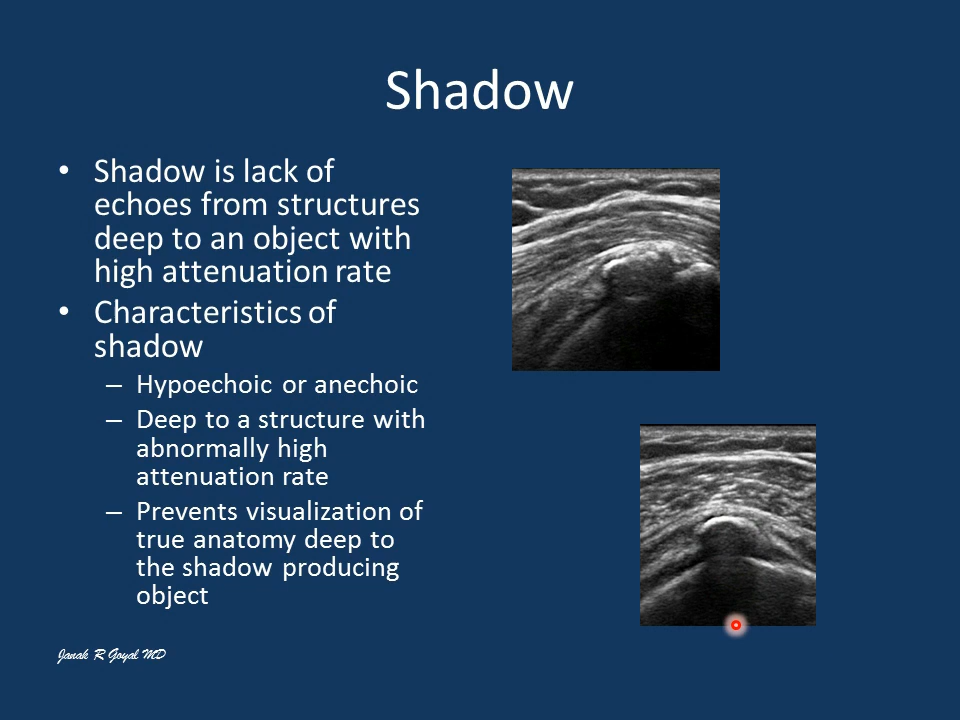 Shadow
• Shadow is lack of
echoes from structures
deep to an object with
high attenuation rate
• Characteristics of
shadow
– Hypoechoic or anechoic
– Deep to a structure with
abnormally high
attenuation rate
– Prevents visualization of
true anatomy deep to
the shadow producing
object
Janak R Goyal MD